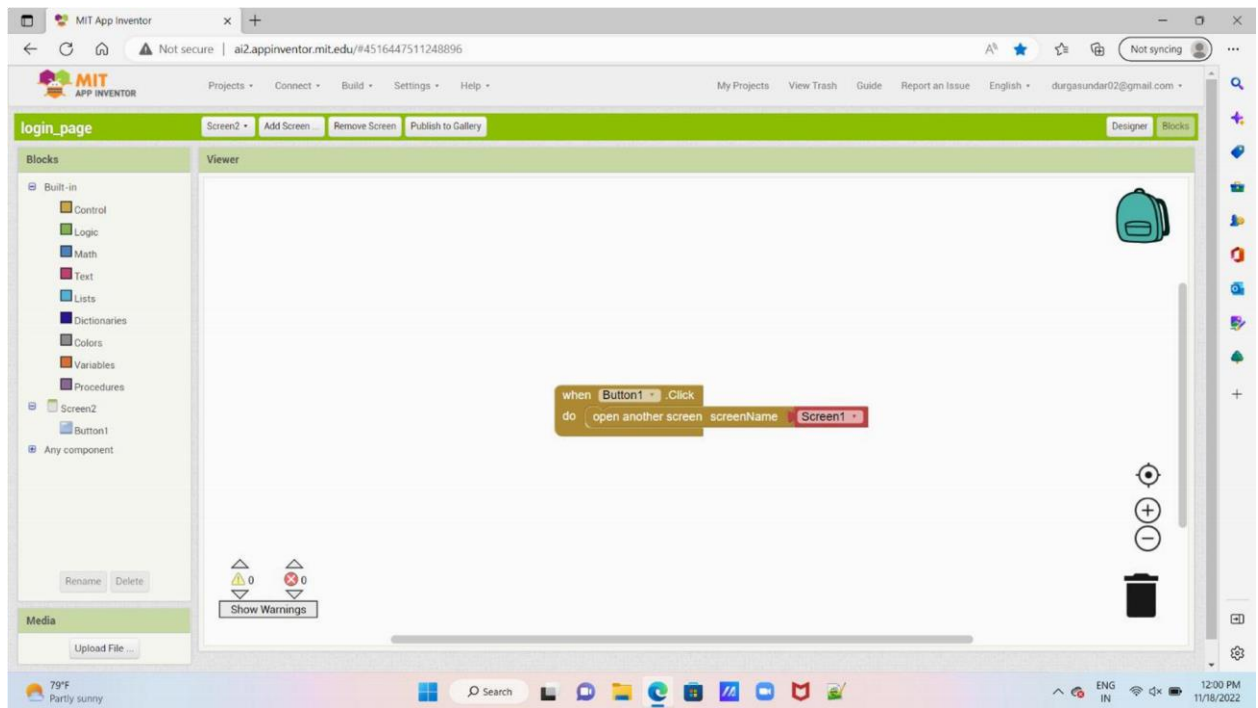 MIT App Inventor
Not secure | ai2.appinventor.mit.edu/#4516447511248896
Not syncing
MIT
APP INVENTOR
Projects Connect Build Settings Help
My Projects View Trash Guide Report an Issue English durgasundar02@gmail.com
login_page
Screen2 Add Screen ... Remove Screen Publish to Gallery
Designer Blocks
Blocks
Viewer
Built-in
Control
Logic
Math
Text
Lists
Dictionaries
Colors
Variables
Procedures
Screen2
Button1
Any component
when Button1 .Click
do open another screen screenName Screen1
Rename Delete
0 0
Show Warnings
Media
Upload File ...
79°F
Partly sunny
Search
ENG
IN
12:00 PM
11/18/2022